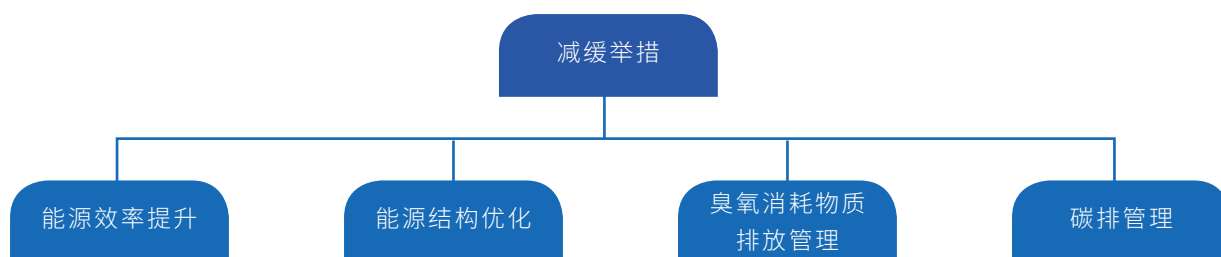 减缓举措
能源效率提升
能源结构优化
臭氧消耗物质
排放管理
碳排管理